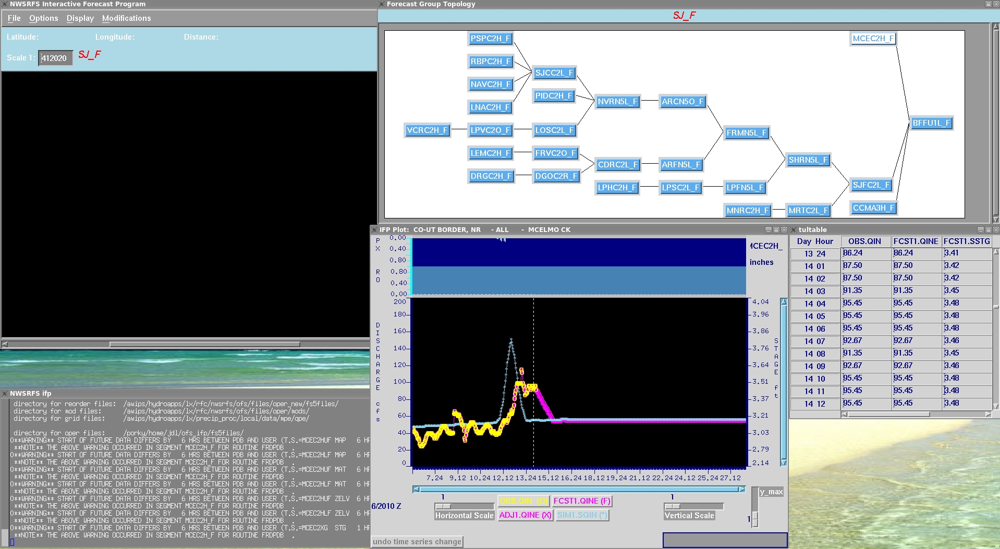 NWSRFS Interactive Forecast Program
File Options Display Modifications
Latitude: Longitude: Distance:
Scale 1: 412020 SJ_F
Forecast Group Topology
SJ_F
PSPC2H_F
MCEC2H_F
RBPC2H_F
SJCC2L_F
NAVC2H_F
PIDC2H_F
NVRN5L_F ARCN5O_F
LNAC2H_F
BFFU1L_F
VCRC2H_F LPVC2O_F LOSC2L_F
FRMN5L_F
LEMC2H_F FRVC2O_F
SHRN5L_F
CDRC2L_F ARFN5L_F
DRGC2H_F DGOC2R_F
SJFC2L_F
LPHC2H_F LPSC2L_F LPFN5L_F
CCMA3H_F
MNRC2H_F MRTC2L_F
IFP Plot: CO-UT BORDER, NR - ALL - MCELMO CK
PX
0.00
0.40
0.80
RO
0.80
0.40
0.00
MCEC2H_
inches
DISCHARGE cfs
200
180
160
140
120
100
80
60
40
20
0
4.04
3.96
3.86
3.76
3.64
3.51
3.37
3.21
3.03
2.79
2.14
STAGE ft
7.24 9.12 10.24 12.12 13.24 15.12 16.24 18.12 19.24 21.12 22.24 24.12 25.24 27.12
6/2010 Z
1
Horizontal Scale
OBS.QIN (O) FCST1.QINE (F)
ADJ1.QINE (X) SIM1.SQIN (*)
1
Vertical Scale
y_max
1
undo time series change
tultable
Day Hour OBS.QIN FCST1.QINE FCST1.SSTG
13 24 86.24 86.24 3.41
14 01 87.50 87.50 3.42
14 02 87.50 87.50 3.42
14 03 91.35 91.35 3.45
14 04 95.45 95.45 3.48
14 05 95.45 95.45 3.48
14 06 95.45 95.45 3.48
14 07 92.67 92.67 3.46
14 08 91.35 91.35 3.45
14 09 92.67 92.67 3.46
14 10 95.45 95.45 3.48
14 11 95.45 95.45 3.48
14 12 95.45 95.45 3.48
NWSRFS ifp
directory for reorder files: /awips/hydroapps/lx/rfc/nwsrfs/ofs/files/oper_new/fs5files/
directory for mod files: /awips/hydroapps/lx/rfc/nwsrfs/ofs/files/oper/mods/
directory for grid files: /awips/hydroapps/lx/precip_proc/local/data/mpe/qpe/
directory for oper files: /porky/home/jdl/ofs_ifp/fs5files/
0**WARNING** START OF FUTURE DATA DIFFERS BY 6 HRS BETWEEN PDB AND USER (T.S.=MCEC2HUF MAP 6 HR
**NOTE** THE ABOVE WARNING OCCURRED IN SEGMENT MCEC2H_F FOR ROUTINE FRDPDB .
0**WARNING** START OF FUTURE DATA DIFFERS BY 6 HRS BETWEEN PDB AND USER (T.S.=MCEC2HLF MAP 6 HR
**NOTE** THE ABOVE WARNING OCCURRED IN SEGMENT MCEC2H_F FOR ROUTINE FRDPDB .
0**WARNING** START OF FUTURE DATA DIFFERS BY 6 HRS BETWEEN PDB AND USER (T.S.=MCEC2HUF MAT 6 HR
**NOTE** THE ABOVE WARNING OCCURRED IN SEGMENT MCEC2H_F FOR ROUTINE FRDPDB .
0**WARNING** START OF FUTURE DATA DIFFERS BY 6 HRS BETWEEN PDB AND USER (T.S.=MCEC2HLF MAT 6 HR
**NOTE** THE ABOVE WARNING OCCURRED IN SEGMENT MCEC2H_F FOR ROUTINE FRDPDB .
0**WARNING** START OF FUTURE DATA DIFFERS BY 6 HRS BETWEEN PDB AND USER (T.S.=MCEC2HUF ZELV 6 HR
**NOTE** THE ABOVE WARNING OCCURRED IN SEGMENT MCEC2H_F FOR ROUTINE FRDPDB .
0**WARNING** START OF FUTURE DATA DIFFERS BY 6 HRS BETWEEN PDB AND USER (T.S.=MCEC2HLF ZELV 6 HR
**NOTE** THE ABOVE WARNING OCCURRED IN SEGMENT MCEC2H_F FOR ROUTINE FRDPDB .
0**WARNING** START OF FUTURE DATA DIFFERS BY 6 HRS BETWEEN PDB AND USER (T.S.=MCEC2XG STG 1 HR
**NOTE** THE ABOVE WARNING OCCURRED IN SEGMENT MCEC2H_F FOR ROUTINE FRDPDB .